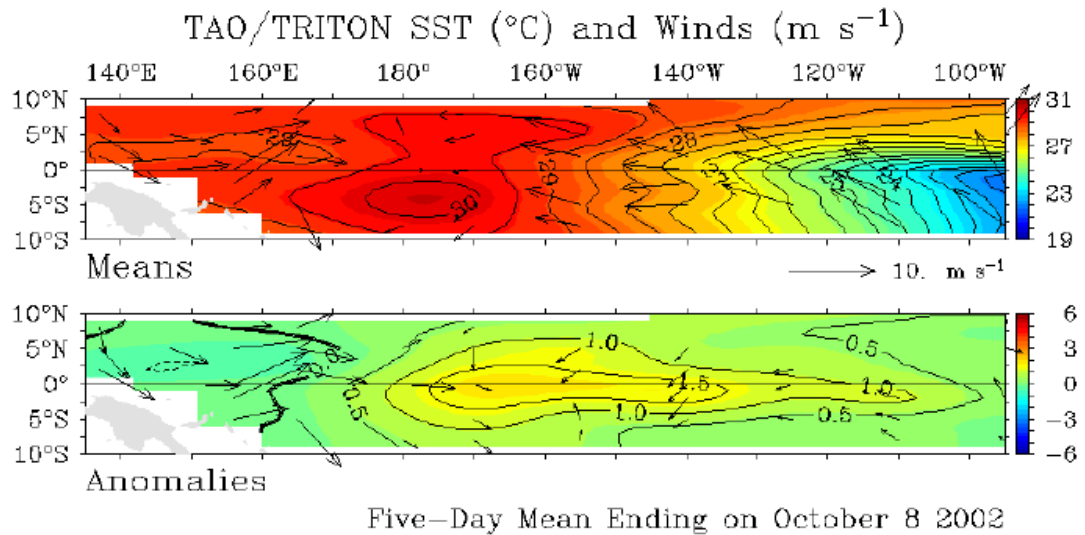 TAO/TRITON SST (°C) and Winds (m s⁻¹)
140°E 160°E 180° 160°W 140°W 120°W 100°W
10°N
5°N
0°
5°S
10°S
29 30 29 28 27
31
27
23
19
Means
10. m s⁻¹
10°N
5°N
0°
5°S
10°S
0.0 0.5 1.0 1.0 1.5 0.5 1.0 0.5
6
3
0
−3
−6
Anomalies
Five−Day Mean Ending on October 8 2002